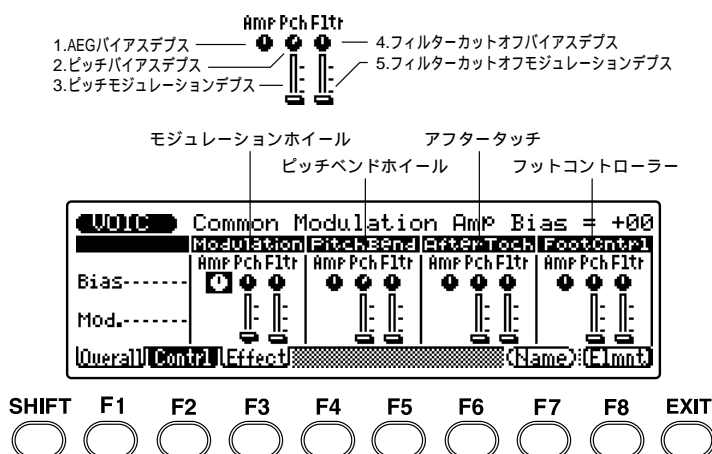 Amp Pch Fltr
1.AEGバイアスデプス
2.ピッチバイアスデプス
3.ピッチモジュレーションデプス
4.フィルターカットオフバイアスデプス
5.フィルターカットオフモジュレーションデプス
モジュレーションホイール
アフタータッチ
ピッチベンドホイール
フットコントローラー
VOIC Common Modulation Amp Bias = +00
Modulation PitchBend AfterToch FootCntrl
Amp Pch Fltr Amp Pch Fltr Amp Pch Fltr Amp Pch Fltr
Bias-------
Mod.-------
Overall Contrl Effect (Name):(Elmnt)
SHIFT F1 F2 F3 F4 F5 F6 F7 F8 EXIT